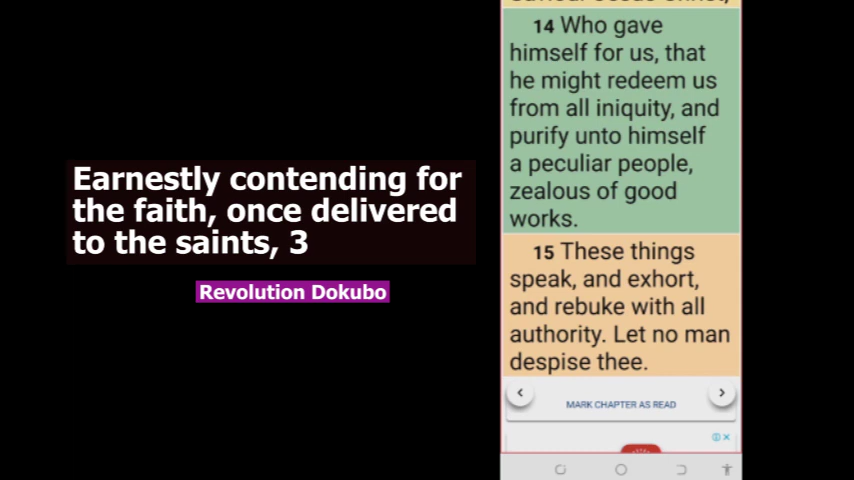 Earnestly contending for
the faith, once delivered
to the saints, 3
Revolution Dokubo
14 Who gave
himself for us, that
he might redeem us
from all iniquity, and
purify unto himself
a peculiar people,
zealous of good
works.
15 These things
speak, and exhort,
and rebuke with all
authority. Let no man
despise thee.
MARK CHAPTER AS READ